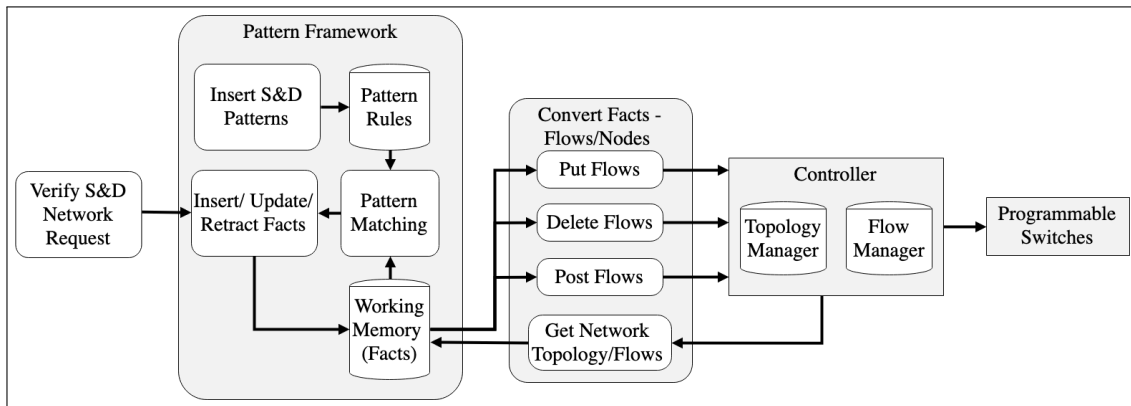 Pattern Framework
Insert S&D
Patterns
Pattern
Rules
Verify S&D
Network
Request
Insert/ Update/
Retract Facts
Pattern
Matching
Working
Memory
(Facts)
Convert Facts -
Flows/Nodes
Put Flows
Delete Flows
Post Flows
Get Network
Topology/Flows
Controller
Topology
Manager
Flow
Manager
Programmable
Switches